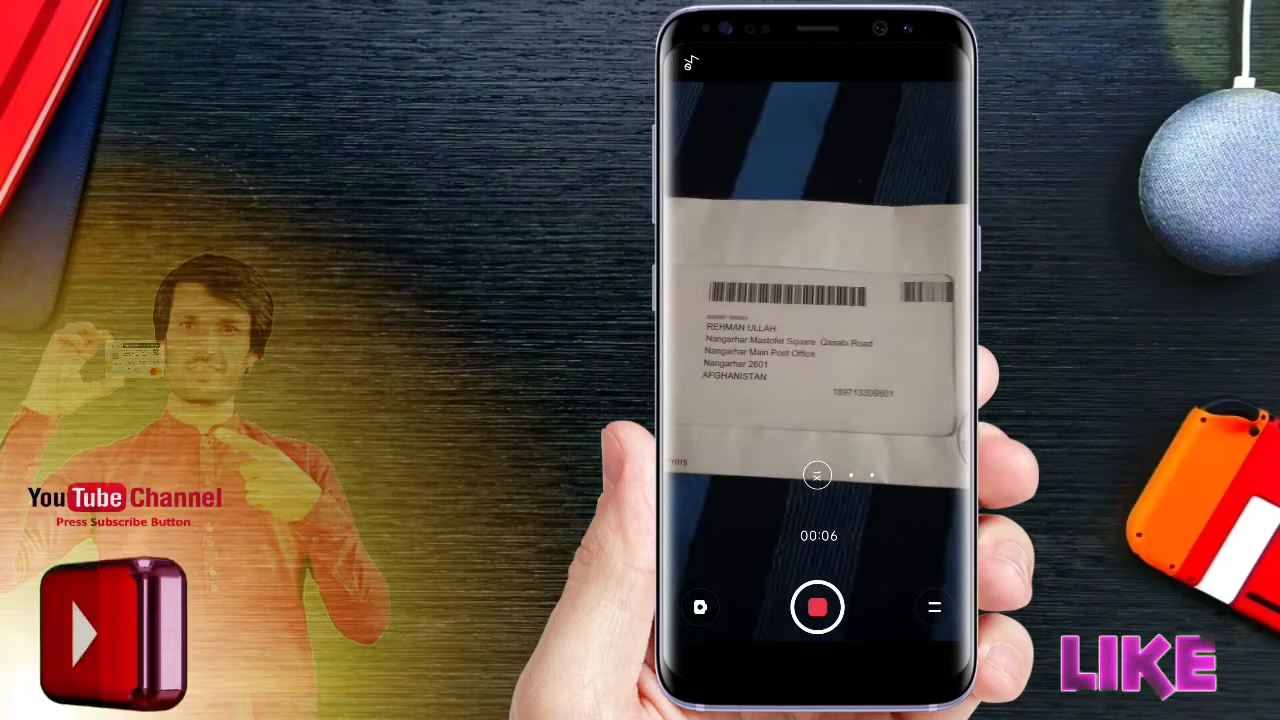 REHMAN ULLAH
Nangarhar Mastofet Square Qasabi Road
Nangarhar Main Post Office
Nangarhar 2601
AFGHANISTAN
1X
00:06
YouTube Channel
Press Subscribe Button
LIKE